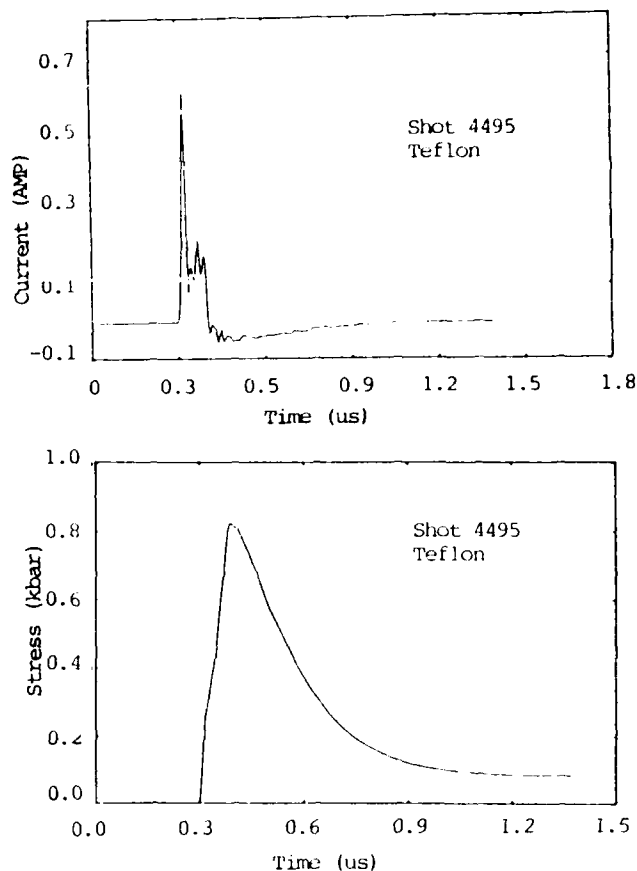 0.7
0.5
0.3
0.1
-0.1
Current (AMP)
Shot 4495
Teflon
0 0.3 0.5 0.9 1.2 1.5 1.8
Time (us)
1.0
0.8
0.6
0.4
0.2
0.0
Stress (kbar)
Shot 4495
Teflon
0.0 0.3 0.6 0.9 1.2 1.5
Time (us)